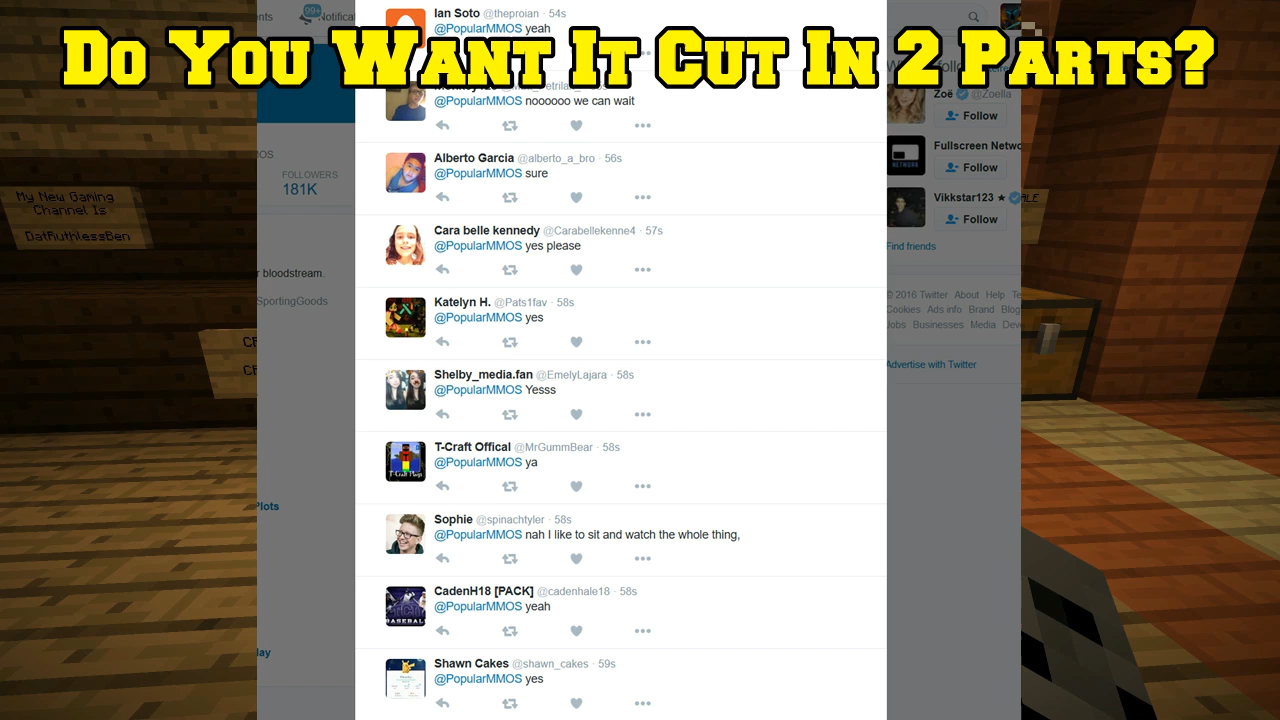 Do You Want It Cut In 2 Parts?
99+
Ian Soto @theproian · 54s
@PopularMMOS yeah
@PopularMMOS noooooo we can wait
Alberto Garcia @alberto_a_bro · 56s
@PopularMMOS sure
Cara belle kennedy @Carabellekenne4 · 57s
@PopularMMOS yes please
Katelyn H. @Pats1fav · 58s
@PopularMMOS yes
Shelby_media.fan @EmelyLajara · 58s
@PopularMMOS Yesss
T-Craft Offical @MrGummBear · 58s
@PopularMMOS ya
Sophie @spinachtyler · 58s
@PopularMMOS nah I like to sit and watch the whole thing,
CadenH18 [PACK] @cadenhale18 · 58s
@PopularMMOS yeah
Shawn Cakes @shawn_cakes · 59s
@PopularMMOS yes
My New Gaming
Channel Is
DatRuthlessBen
FOLLOWERS
181K
r bloodstream.
SportingGoods
Plots
Zoë @Zoella
Follow
Fullscreen Netwo
Follow
Vikkstar123 ★
Follow
Find friends
© 2016 Twitter About Help Te
Cookies Ads info Brand Blog
Jobs Businesses Media Dev
Advertise with Twitter